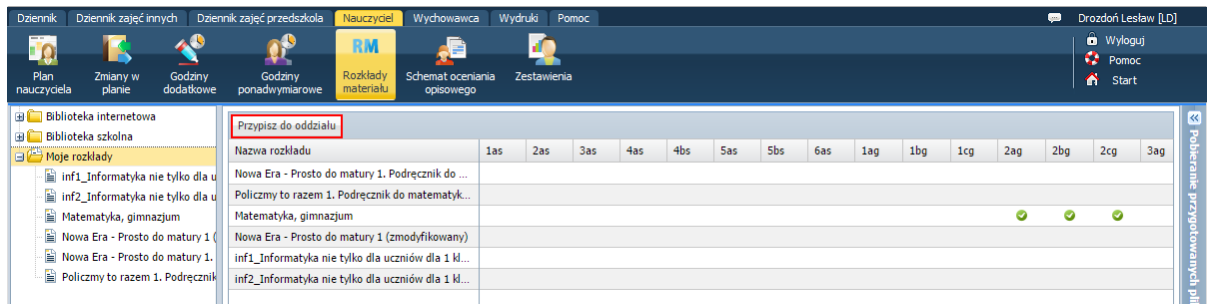 Dziennik Dziennik zajęć innych Dziennik zajęć przedszkola Nauczyciel Wychowawca Wydruki Pomoc Drozdoń Lesław [LD]
Plan nauczyciela
Zmiany w planie
Godziny dodatkowe
Godziny ponadwymiarowe
RM
Rozkłady materiału
Schemat oceniania opisowego
Zestawienia
Wyloguj
Pomoc
Start
Biblioteka internetowa
Biblioteka szkolna
Moje rozkłady
inf1_Informatyka nie tylko dla u
inf2_Informatyka nie tylko dla u
Matematyka, gimnazjum
Nowa Era - Prosto do matury 1 (
Nowa Era - Prosto do matury 1.
Policzmy to razem 1. Podręcznik
Przypisz do oddziału
Nazwa rozkładu 1as 2as 3as 4as 4bs 5as 5bs 6as 1ag 1bg 1cg 2ag 2bg 2cg 3ag
Nowa Era - Prosto do matury 1. Podręcznik do ...
Policzmy to razem 1. Podręcznik do matematyk...
Matematyka, gimnazjum
Nowa Era - Prosto do matury 1 (zmodyfikowany)
inf1_Informatyka nie tylko dla uczniów dla 1 kl...
inf2_Informatyka nie tylko dla uczniów dla 1 kl...
Pobieranie przygotowanych pli